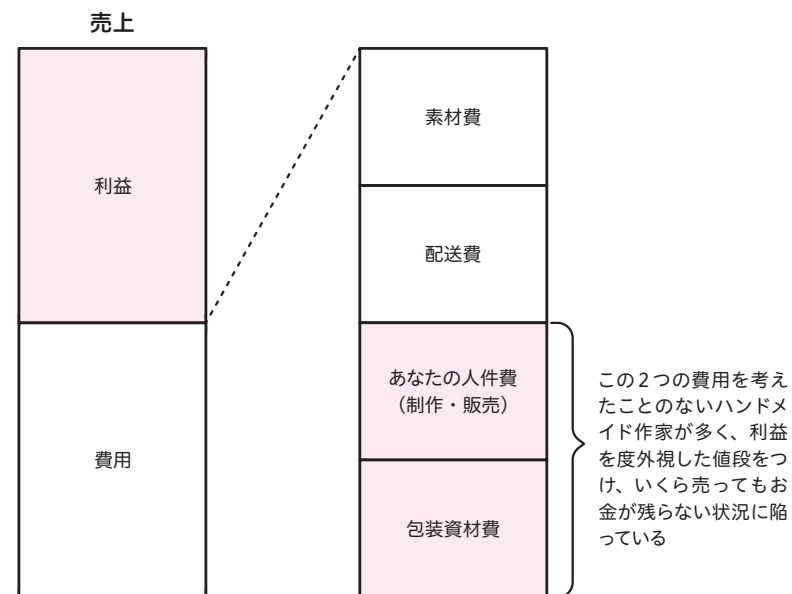 売上
利益
費用
素材費
配送費
あなたの人件費
（制作・販売）
包装資材費
この2つの費用を考え
たことのないハンドメ
イド作家が多く、利益
を度外視した値段をつ
け、いくら売ってもお
金が残らない状況に陥
っている